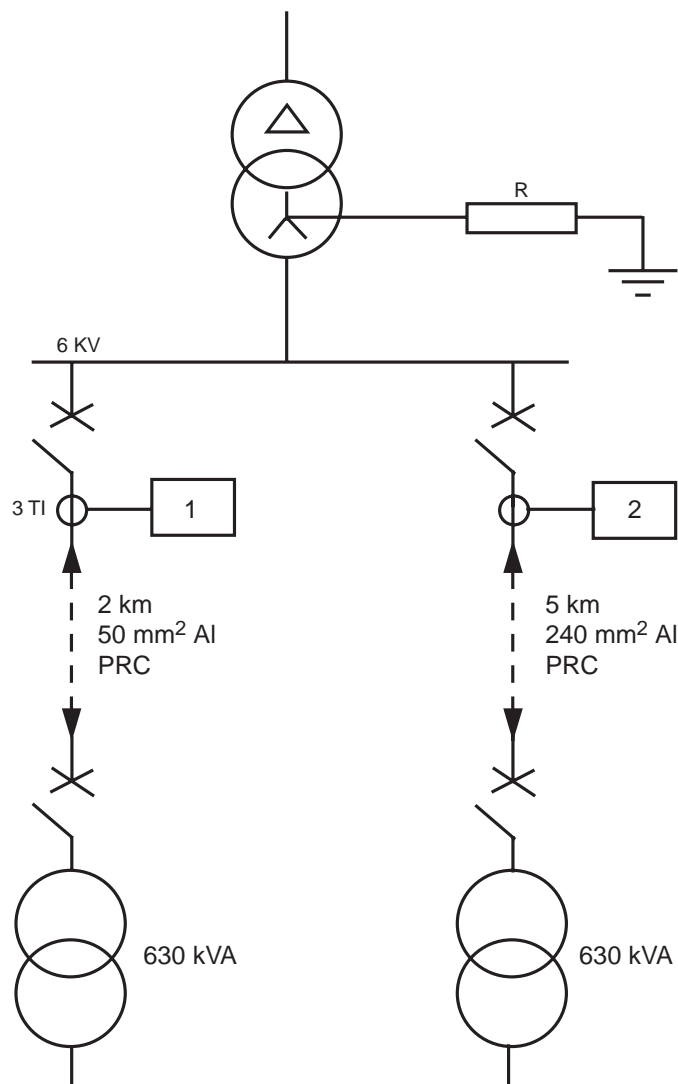 R
6 KV
3 TI
1
2
2 km
50 mm² Al
PRC
5 km
240 mm² Al
PRC
630 kVA
630 kVA